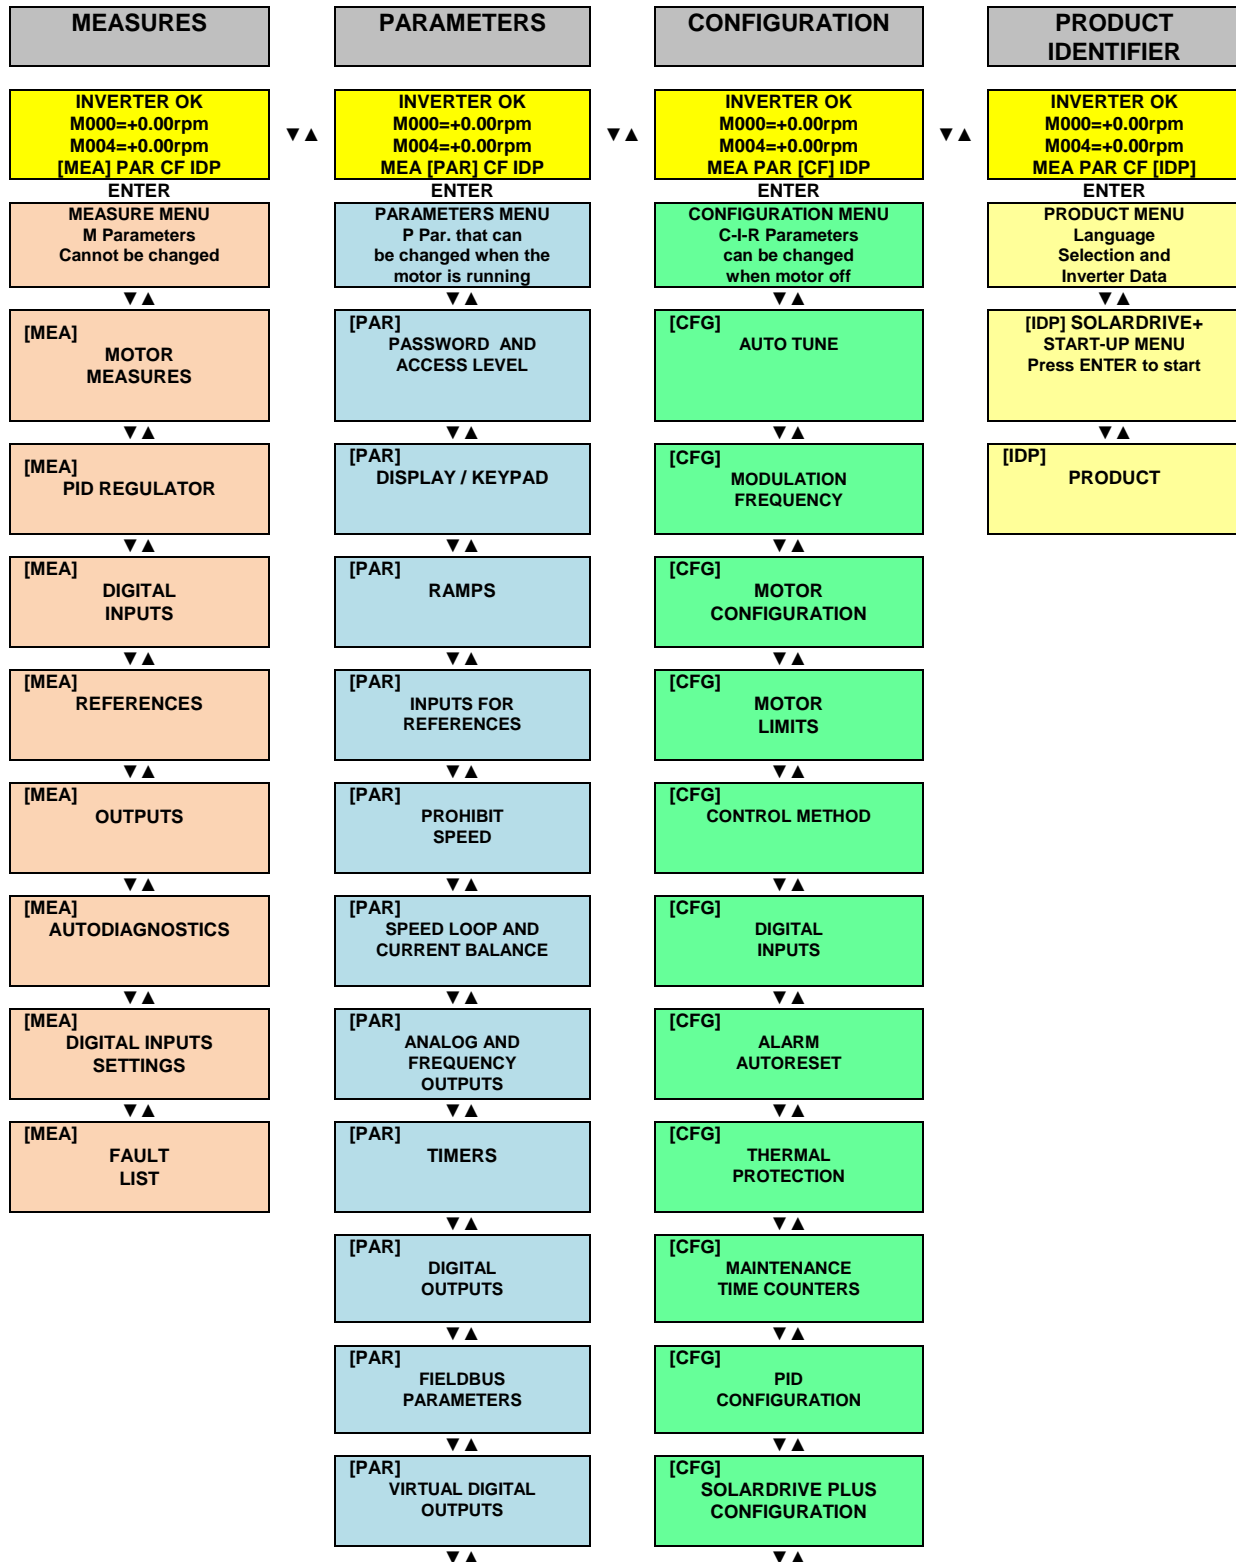 MEASURES
INVERTER OK
M000=+0.00rpm
M004=+0.00rpm
[MEA] PAR CF IDP
ENTER
MEASURE MENU
M Parameters
Cannot be changed
▼▲
[MEA]
MOTOR
MEASURES
▼▲
[MEA]
PID REGULATOR
▼▲
[MEA]
DIGITAL
INPUTS
▼▲
[MEA]
REFERENCES
▼▲
[MEA]
OUTPUTS
▼▲
[MEA]
AUTODIAGNOSTICS
▼▲
[MEA]
DIGITAL INPUTS
SETTINGS
▼▲
[MEA]
FAULT
LIST
▼▲
PARAMETERS
INVERTER OK
M000=+0.00rpm
M004=+0.00rpm
MEA [PAR] CF IDP
ENTER
PARAMETERS MENU
P Par. that can
be changed when the
motor is running
▼▲
[PAR]
PASSWORD AND
ACCESS LEVEL
▼▲
[PAR]
DISPLAY / KEYPAD
▼▲
[PAR]
RAMPS
▼▲
[PAR]
INPUTS FOR
REFERENCES
▼▲
[PAR]
PROHIBIT
SPEED
▼▲
[PAR]
SPEED LOOP AND
CURRENT BALANCE
▼▲
[PAR]
ANALOG AND
FREQUENCY
OUTPUTS
▼▲
[PAR]
TIMERS
▼▲
[PAR]
DIGITAL
OUTPUTS
▼▲
[PAR]
FIELDBUS
PARAMETERS
▼▲
[PAR]
VIRTUAL DIGITAL
OUTPUTS
▼▲
▼▲
CONFIGURATION
INVERTER OK
M000=+0.00rpm
M004=+0.00rpm
MEA PAR [CF] IDP
ENTER
CONFIGURATION MENU
C-I-R Parameters
can be changed
when motor off
▼▲
[CFG]
AUTO TUNE
▼▲
[CFG]
MODULATION
FREQUENCY
▼▲
[CFG]
MOTOR
CONFIGURATION
▼▲
[CFG]
MOTOR
LIMITS
▼▲
[CFG]
CONTROL METHOD
▼▲
[CFG]
DIGITAL
INPUTS
▼▲
[CFG]
ALARM
AUTORESET
▼▲
[CFG]
THERMAL
PROTECTION
▼▲
[CFG]
MAINTENANCE
TIME COUNTERS
▼▲
[CFG]
PID
CONFIGURATION
▼▲
[CFG]
SOLARDRIVE PLUS
CONFIGURATION
▼▲
▼▲
PRODUCT
IDENTIFIER
INVERTER OK
M000=+0.00rpm
M004=+0.00rpm
MEA PAR CF [IDP]
ENTER
PRODUCT MENU
Language
Selection and
Inverter Data
▼▲
[IDP] SOLARDRIVE+
START-UP MENU
Press ENTER to start
▼▲
[IDP]
PRODUCT